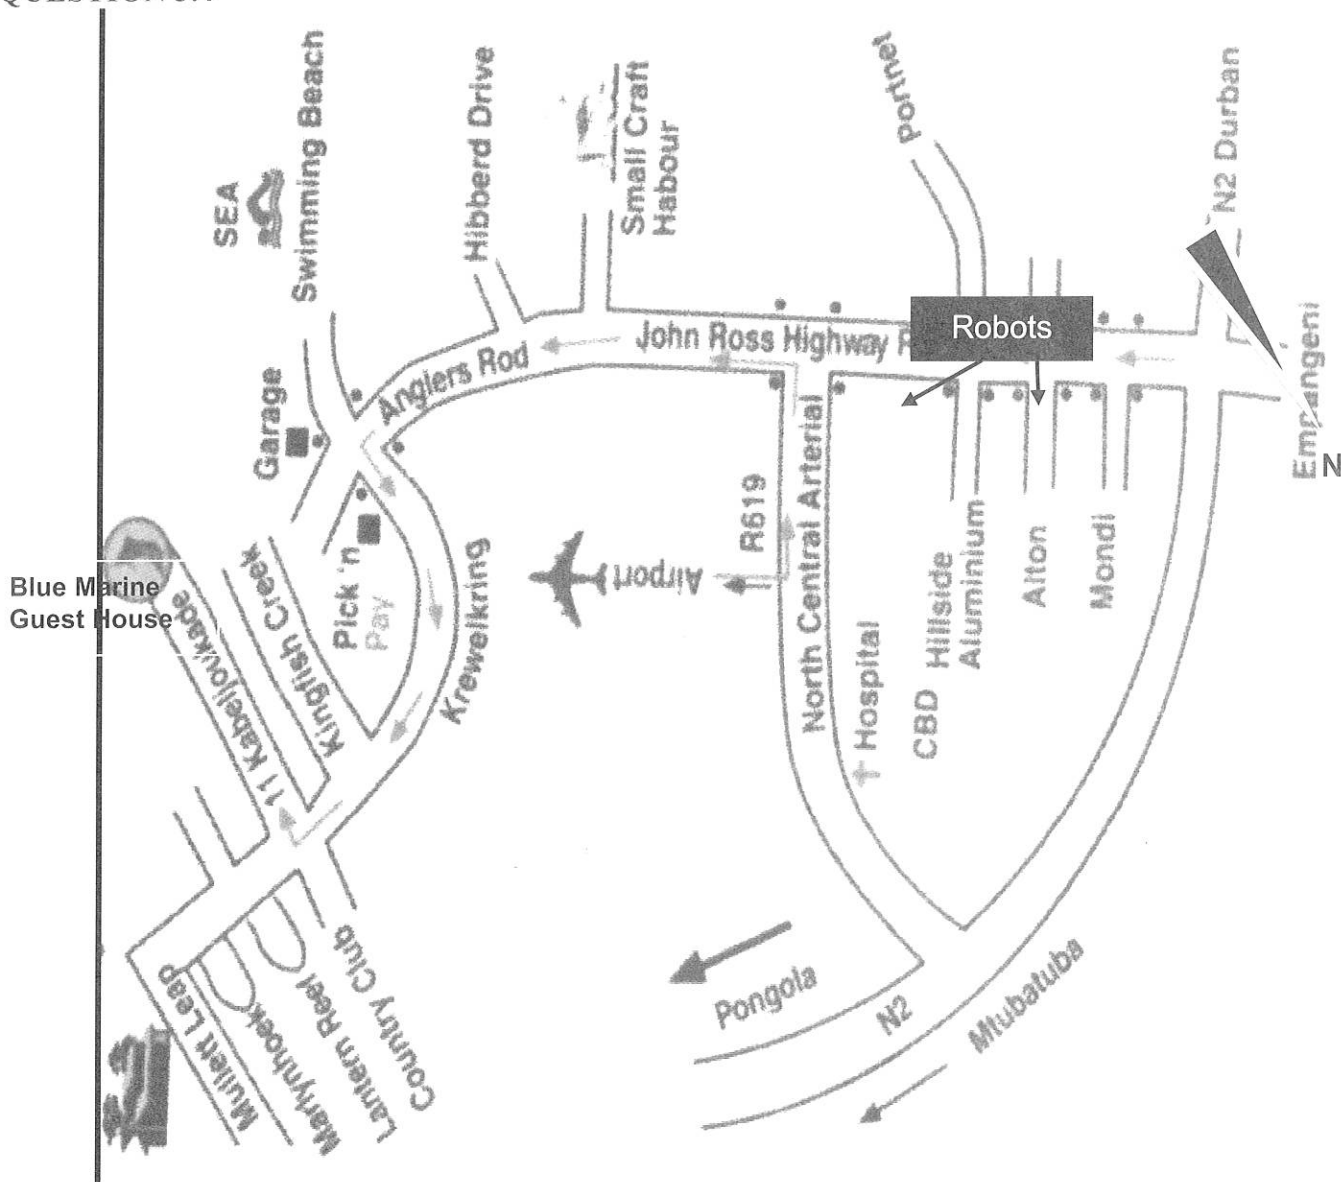 QUESTION
SEA
Swimming Beach
Hibberd Drive
Small Craft
Habour
Portnet
N2 Durban
Robots
John Ross Highway R
Anglers Rod
Garage
Empangeni
N
Pick 'n
Pay
Krewelkring
Kingfish Creek
11 Kabeljoukade
Blue Marine
Guest House
Airport
R619
North Central Arterial
Hospital
CBD
Hillside
Aluminium
Alton
Mondi
Mullett Leap
Marlynhoek
Lantern Reel
Country Club
Pongola
N2
Mtubatuba